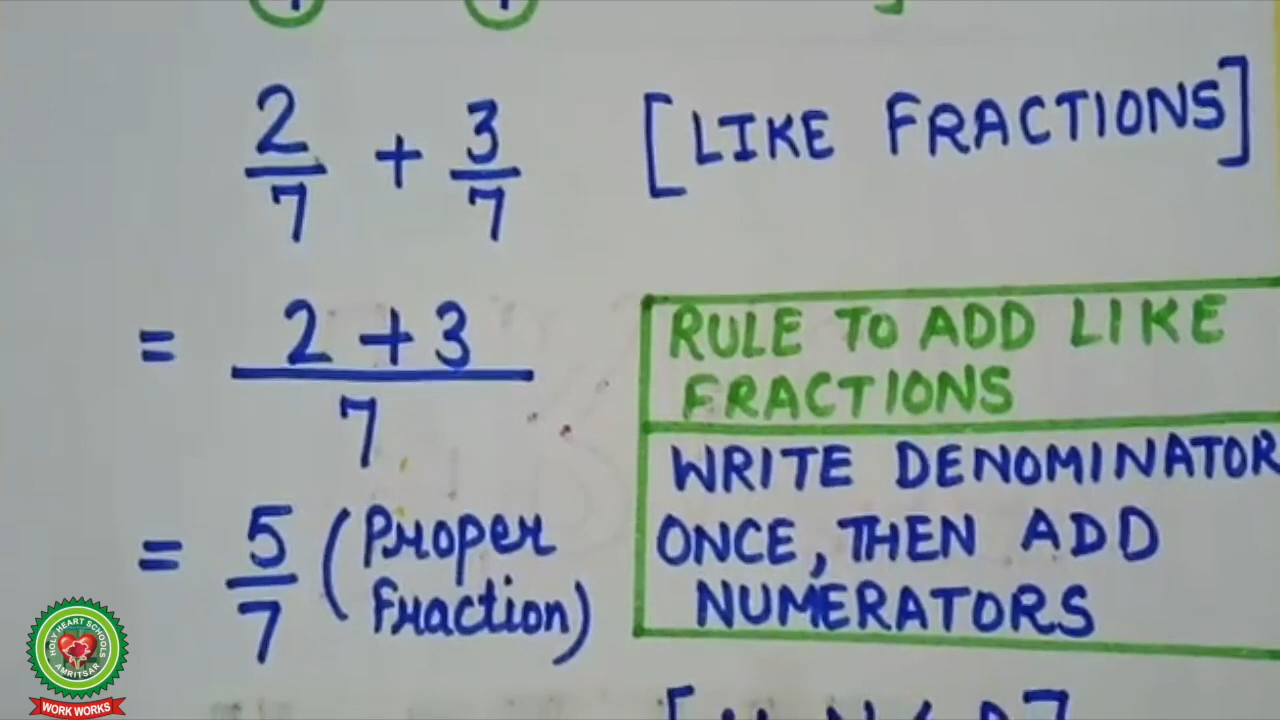 2/7 + 3/7 [LIKE FRACTIONS]
= 2 + 3 / 7
= 5/7 (Proper
Fraction)
RULE TO ADD LIKE
FRACTIONS
WRITE DENOMINATOR
ONCE, THEN ADD
NUMERATORS
HOLY HEART SCHOOLS
AMRITSAR
WORK WORKS